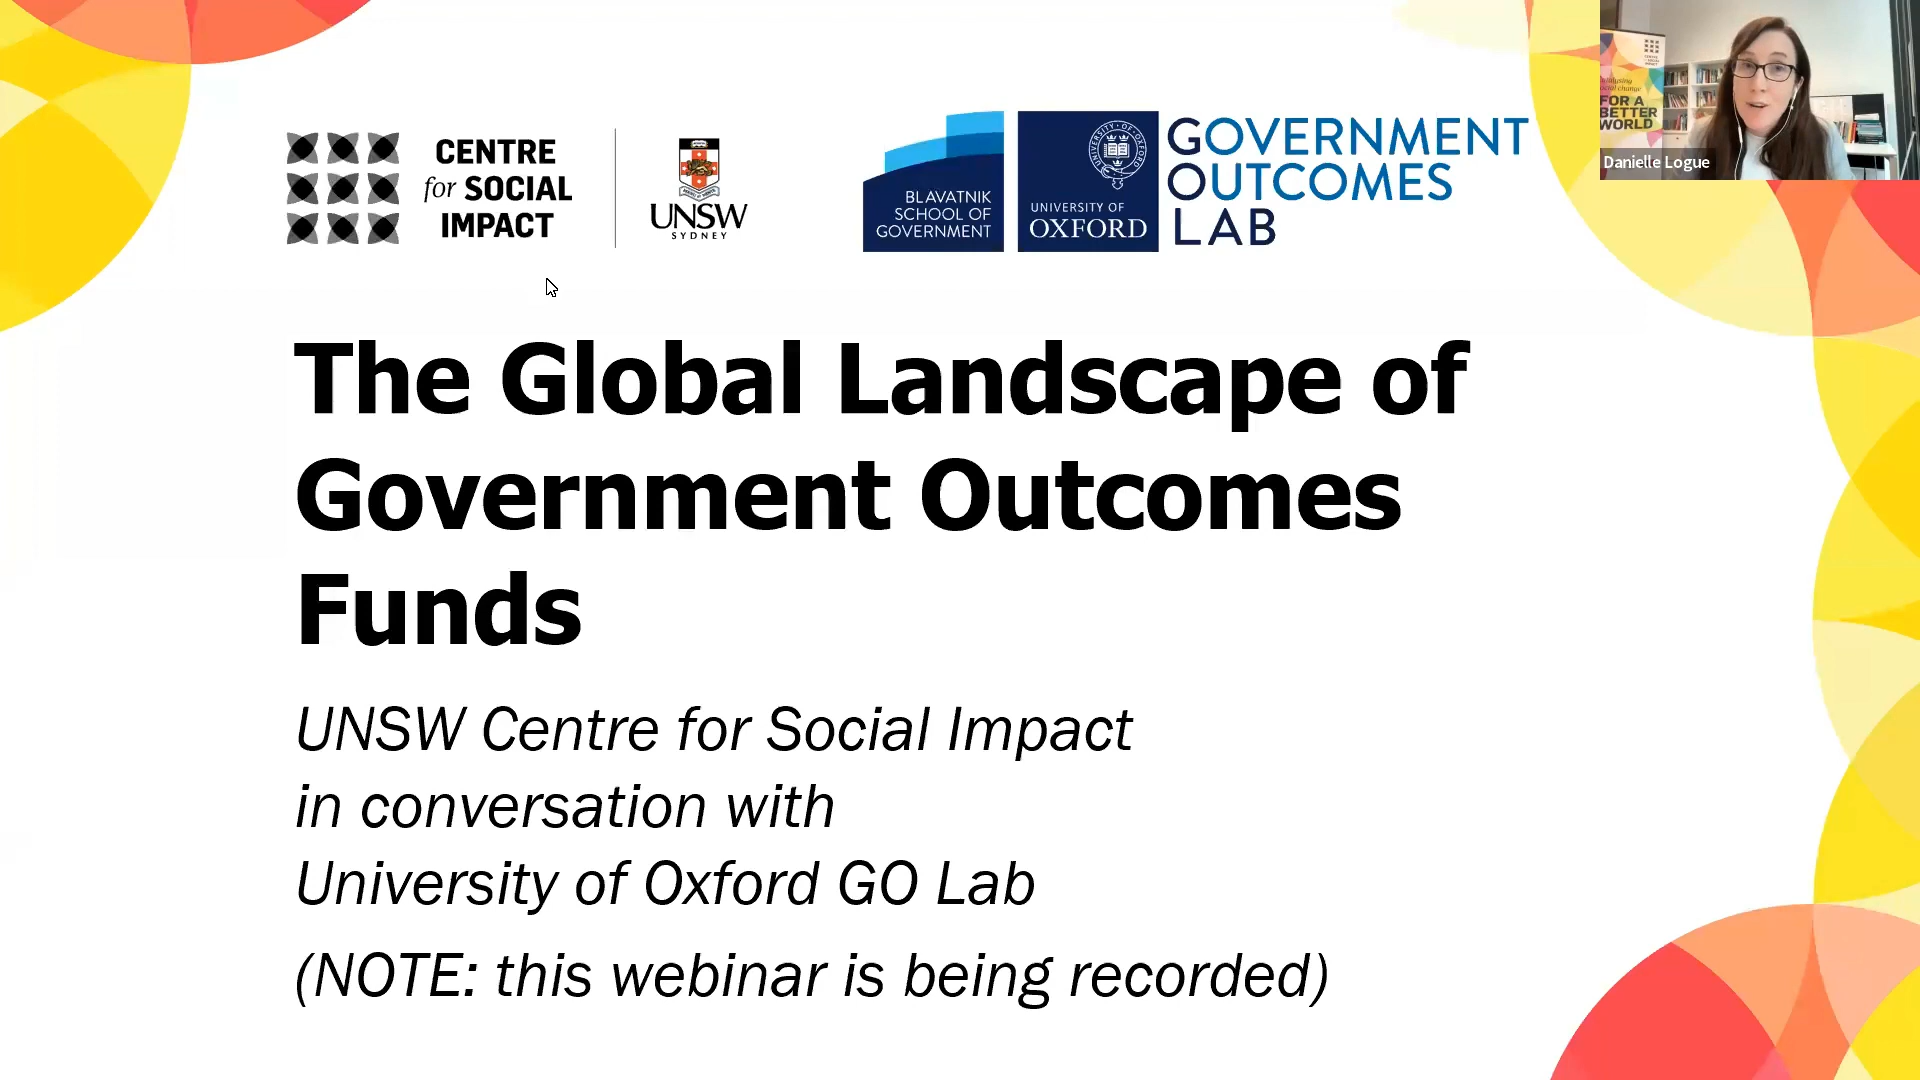 CENTRE
for SOCIAL
IMPACT
UNSW
SYDNEY
BLAVATNIK
SCHOOL OF
GOVERNMENT
UNIVERSITY OF
OXFORD
GOVERNMENT
OUTCOMES
LAB
FOR A
BETTER
WORLD
Danielle Logue
The Global Landscape of
Government Outcomes
Funds
UNSW Centre for Social Impact
in conversation with
University of Oxford GO Lab
(NOTE: this webinar is being recorded)